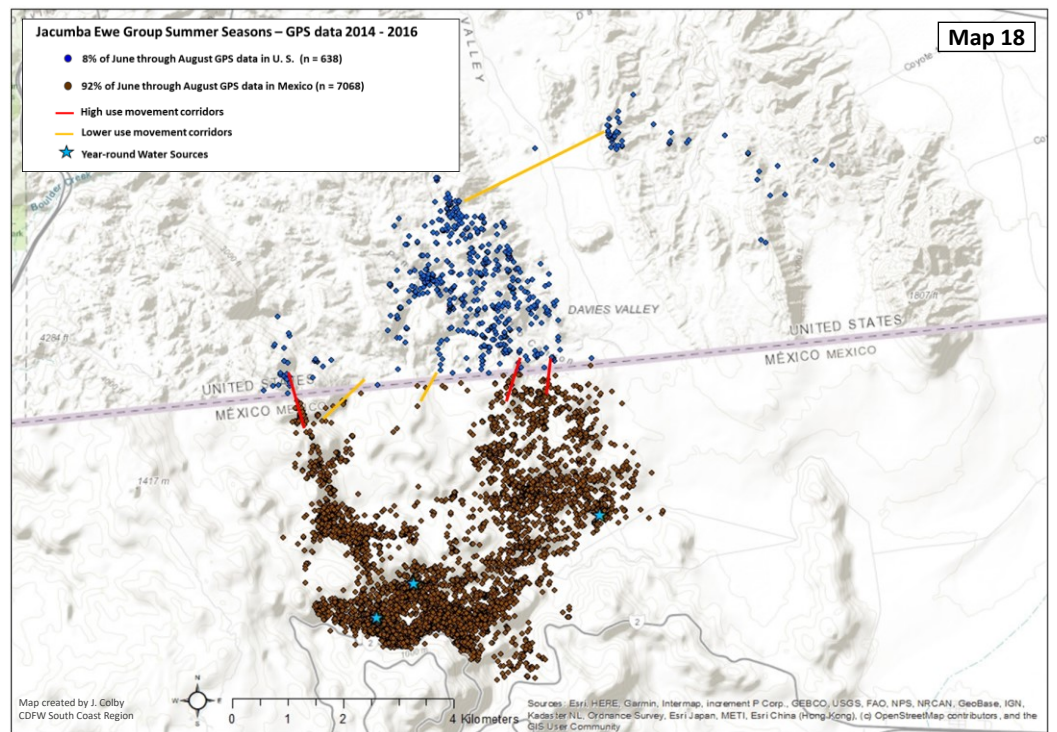 Jacumba Ewe Group Summer Seasons – GPS data 2014 - 2016
8% of June through August GPS data in U. S. (n = 638)
92% of June through August GPS data in Mexico (n = 7068)
High use movement corridors
Lower use movement corridors
Year-round Water Sources
Map 18
VALLEY
Coyote
Boulder Creek
DAVIES VALLEY
1807 ft
4284 ft
UNITED STATES
MÉXICO MEXICO
UNITED STATES
MÉXICO MEXICO
1417 m
2
2
N
W
E
S
0 2 4 Kilometers
Map created by J. Colby
CDFW South Coast Region
Sources: Esri, HERE, Garmin, Intermap, increment P Corp., GEBCO, USGS, FAO, NPS, NRCAN, GeoBase, IGN,
Kadaster NL, Ordnance Survey, Esri Japan, METI, Esri China (Hong Kong), (c) OpenStreetMap contributors, and the
GIS User Community